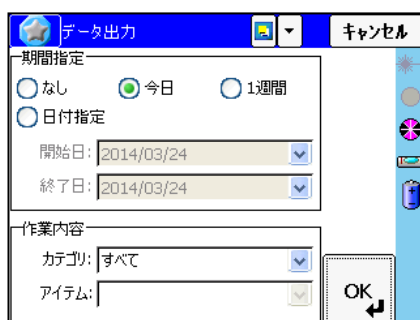 データ出力
キャンセル
期間指定
なし 今日 1週間
日付指定
開始日: 2014/03/24
終了日: 2014/03/24
作業内容
カテゴリ: すべて
アイテム:
OK